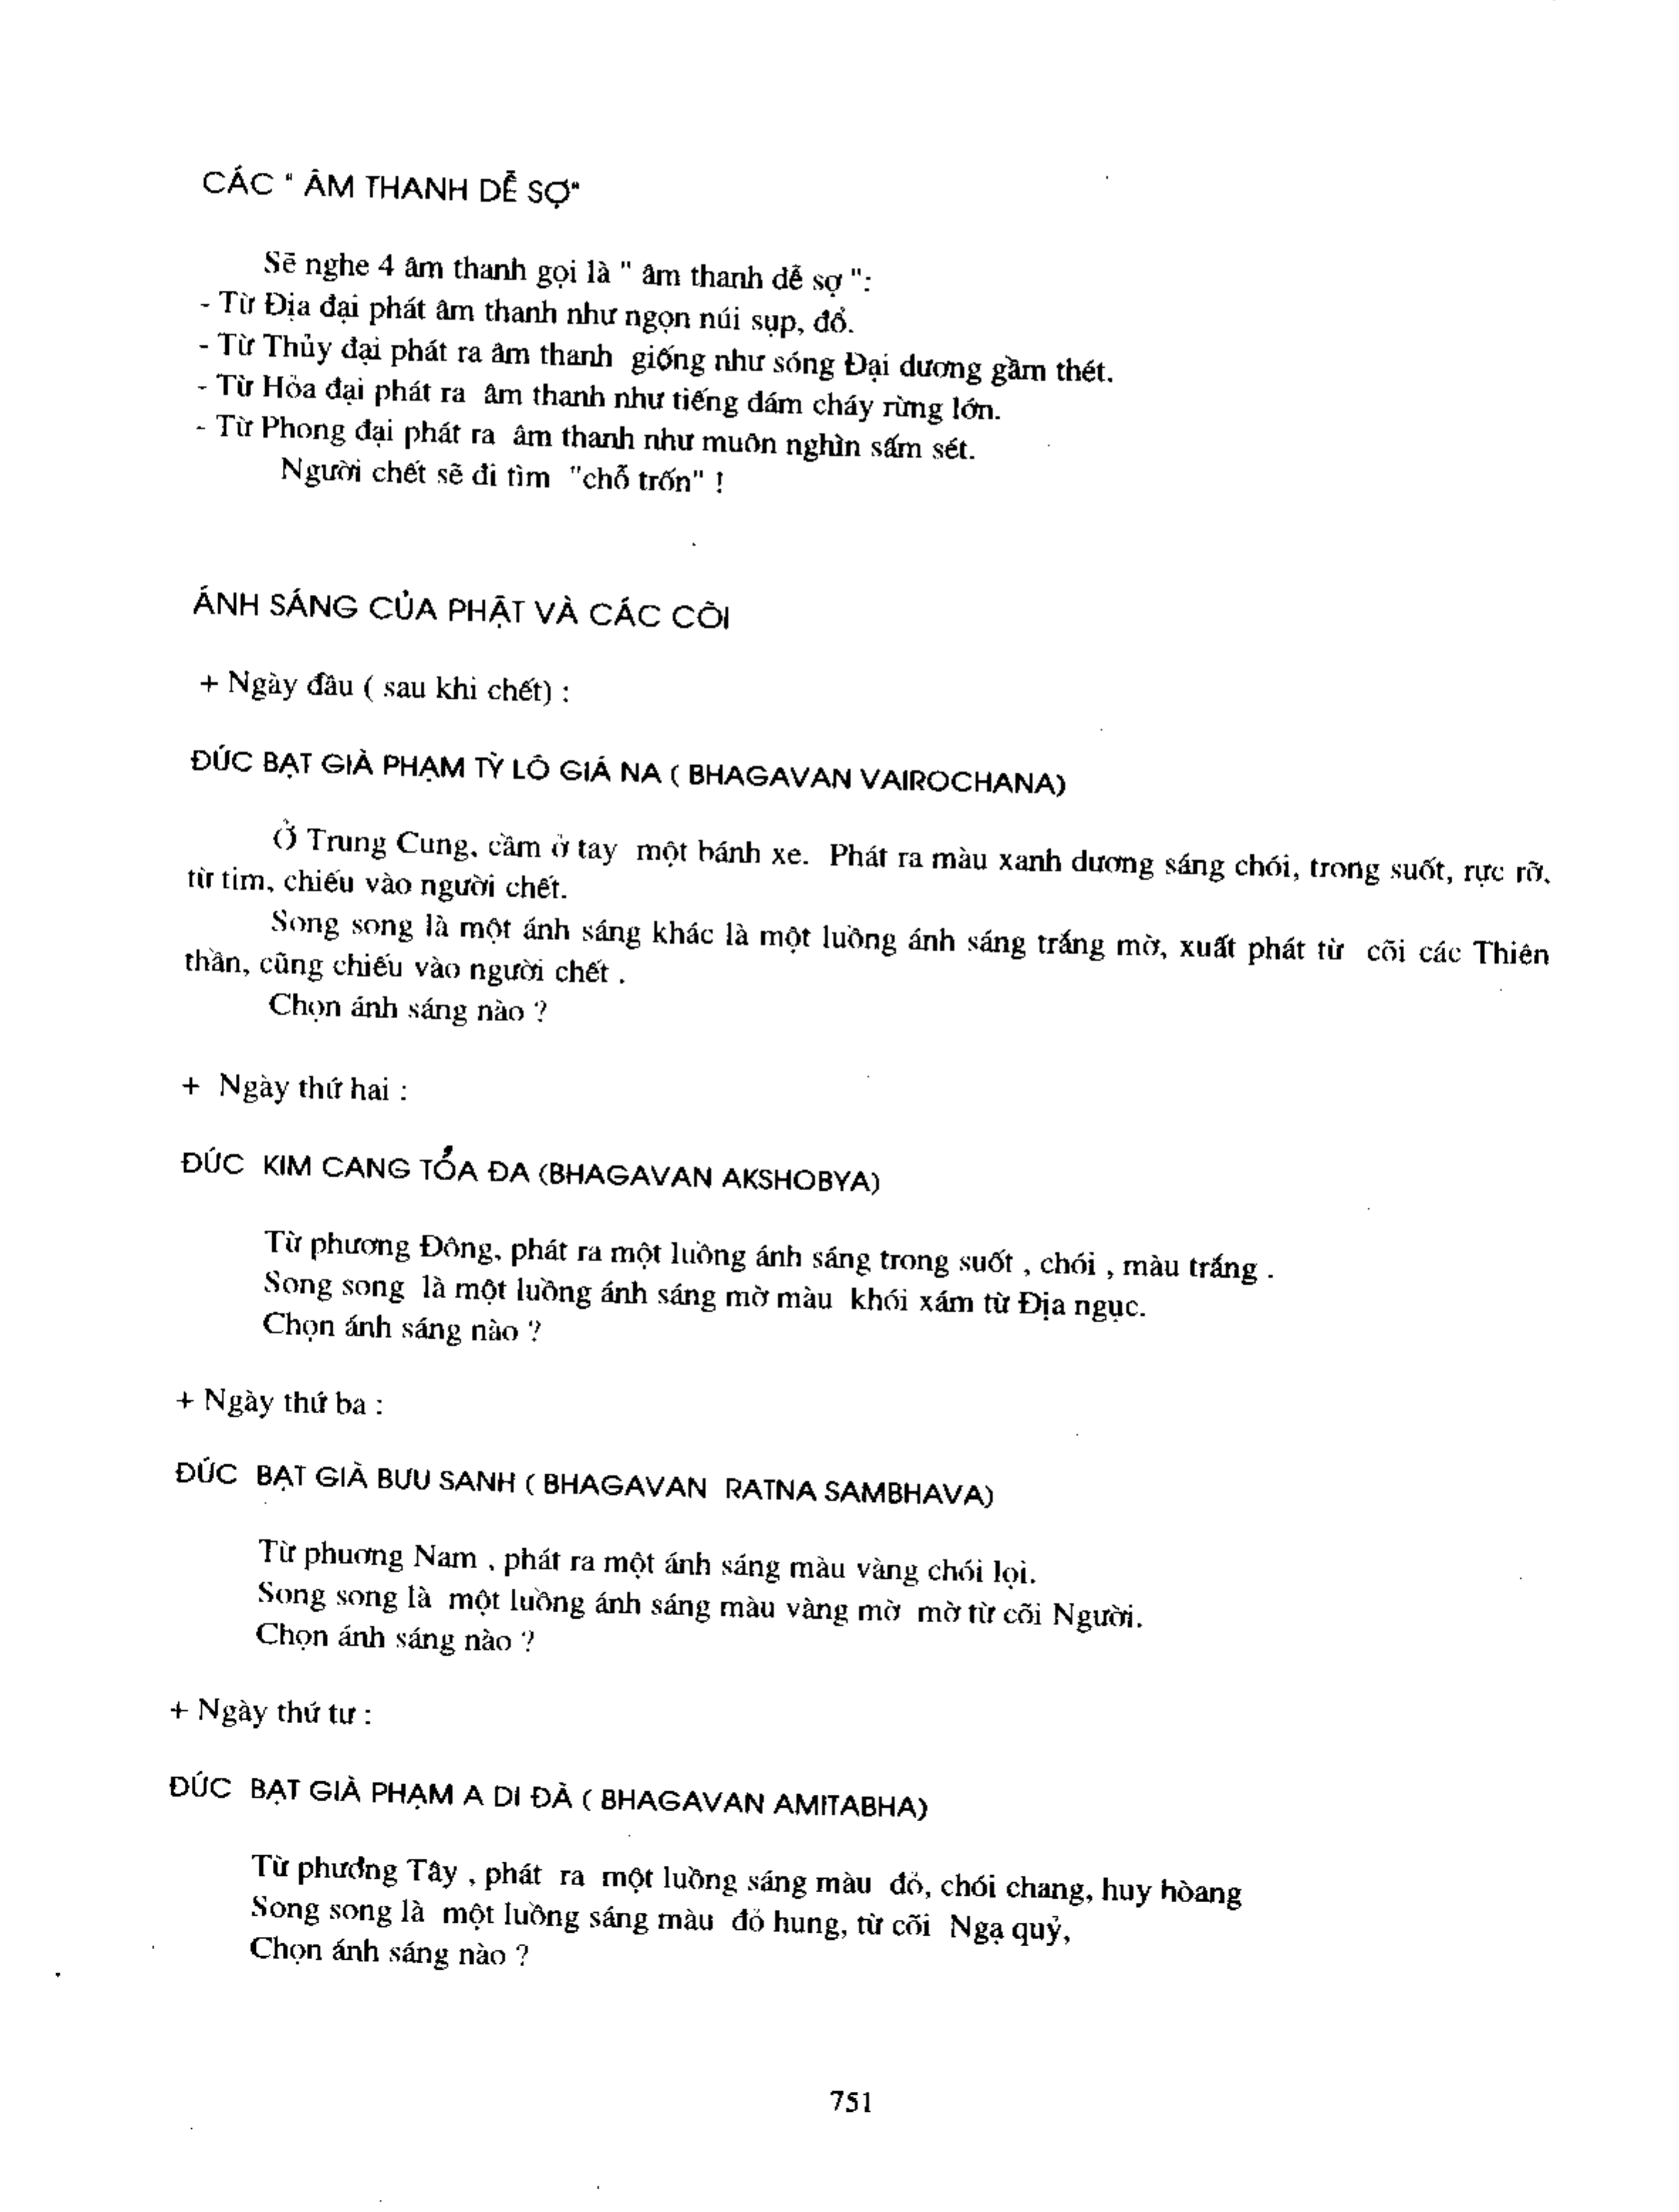 CÁC " ÂM THANH DỄ SỢ"
Sẽ nghe 4 âm thanh gọi là " âm thanh dễ sợ ":
- Từ Địa đại phát âm thanh như ngọn núi sụp, đổ.
- Từ Thủy đại phát ra âm thanh giống như sóng Đại dương gầm thét.
- Từ Hỏa đại phát ra âm thanh như tiếng đám cháy rừng lớn.
- Từ Phong đại phát ra âm thanh như muôn nghìn sấm sét.
Người chết sẽ đi tìm "chỗ trốn" !
ÁNH SÁNG CỦA PHẬT VÀ CÁC CÕI
+ Ngày đầu ( sau khi chết) :
ĐỨC BẠT GIÀ PHẠM TỲ LÔ GIÁ NA ( BHAGAVAN VAIROCHANA)
Ở Trung Cung, cầm ở tay một bánh xe. Phát ra màu xanh dương sáng chói, trong suốt, rực rỡ,
từ tim, chiếu vào người chết.
Song song là một ánh sáng khác là một luồng ánh sáng trắng mờ, xuất phát từ cõi các Thiên
thần, cũng chiếu vào người chết .
Chọn ánh sáng nào ?
+ Ngày thứ hai :
ĐỨC KIM CANG TỎA ĐA (BHAGAVAN AKSHOBYA)
Từ phương Đông, phát ra một luồng ánh sáng trong suốt , chói , màu trắng .
Song song là một luồng ánh sáng mờ màu khói xám từ Địa ngục.
Chọn ánh sáng nào ?
+ Ngày thứ ba :
ĐỨC BẠT GIÀ BƯU SANH ( BHAGAVAN RATNA SAMBHAVA)
Từ phuơng Nam , phát ra một ánh sáng màu vàng chói lọi.
Song song là một luồng ánh sáng màu vàng mờ mờ từ cõi Người.
Chọn ánh sáng nào ?
+ Ngày thứ tư :
ĐỨC BẠT GIÀ PHẠM A DI ĐÀ ( BHAGAVAN AMITABHA)
Từ phương Tây , phát ra một luồng sáng màu đỏ, chói chang, huy hòang
Song song là một luồng sáng màu đỏ hung, từ cõi Ngạ quỷ,
Chọn ánh sáng nào ?
751